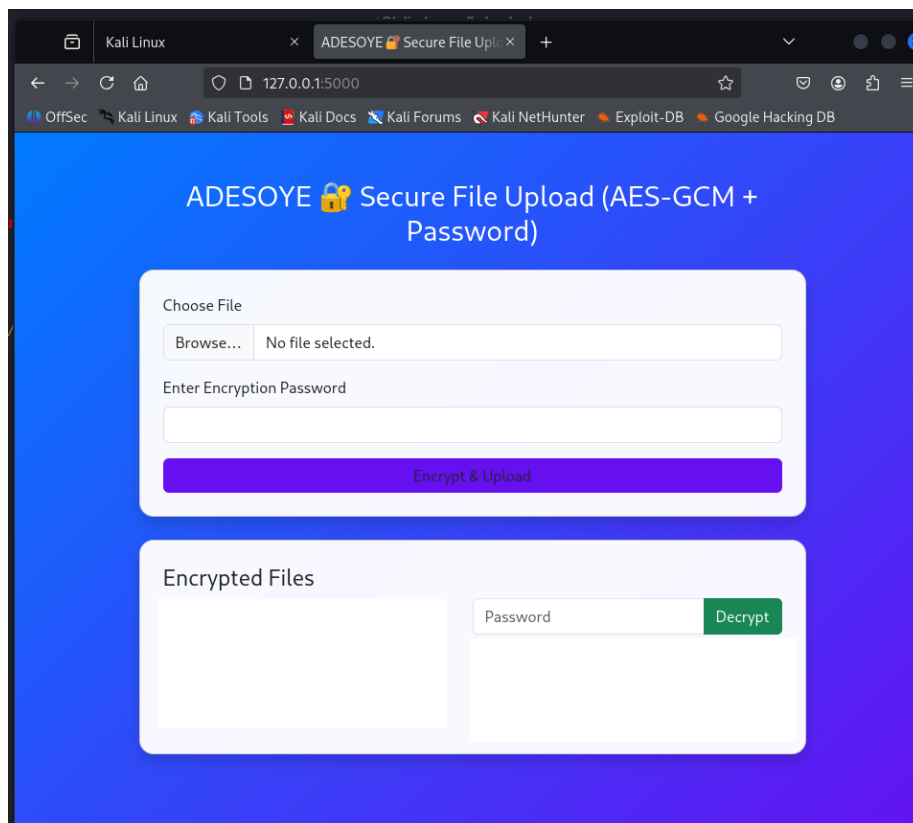 Kali Linux
ADESOYE 🔐 Secure File Uplo
127.0.0.1:5000
OffSec Kali Linux Kali Tools Kali Docs Kali Forums Kali NetHunter Exploit-DB Google Hacking DB
ADESOYE 🔐 Secure File Upload (AES-GCM +
Password)
Choose File
Browse... No file selected.
Enter Encryption Password
Encrypt & Upload
Encrypted Files
Password Decrypt